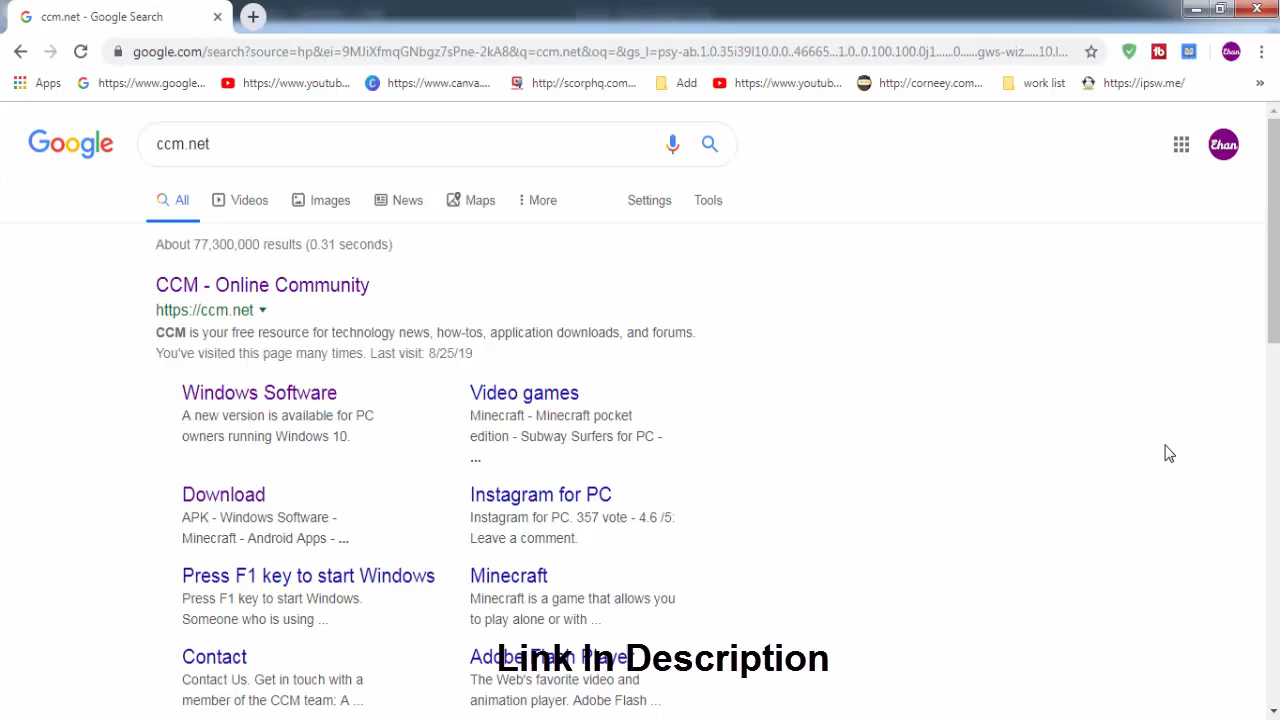 ccm.net - Google Search
google.com/search?source=hp&ei=9MJiXfmqGNbgz7sPne-2kA8&q=ccm.net&oq=&gs_l=psy-ab.1.0.35i39l10.0.0..46665...1.0..0.100.100.0j1......0....gws-wiz.....10.l...
Apps https://www.google... https://www.youtub... https://www.canva.... http://scorphq.com... Add https://www.youtub... http://corneey.com... work list https://ipsw.me/ »
Google ccm.net Ehan
All Videos Images News Maps More Settings Tools
About 77,300,000 results (0.31 seconds)
CCM - Online Community
https://ccm.net
CCM is your free resource for technology news, how-tos, application downloads, and forums.
You've visited this page many times. Last visit: 8/25/19
Windows Software
A new version is available for PC
owners running Windows 10.
Video games
Minecraft - Minecraft pocket
edition - Subway Surfers for PC -
...
Download
APK - Windows Software -
Minecraft - Android Apps - ...
Instagram for PC
Instagram for PC. 357 vote - 4.6 /5:
Leave a comment.
Press F1 key to start Windows
Press F1 key to start Windows.
Someone who is using ...
Minecraft
Minecraft is a game that allows you
to play alone or with ...
Contact
Contact Us. Get in touch with a
member of the CCM team: A ...
Adobe Flash Player
The Web's favorite video and
animation player. Adobe Flash ...
Link In Description